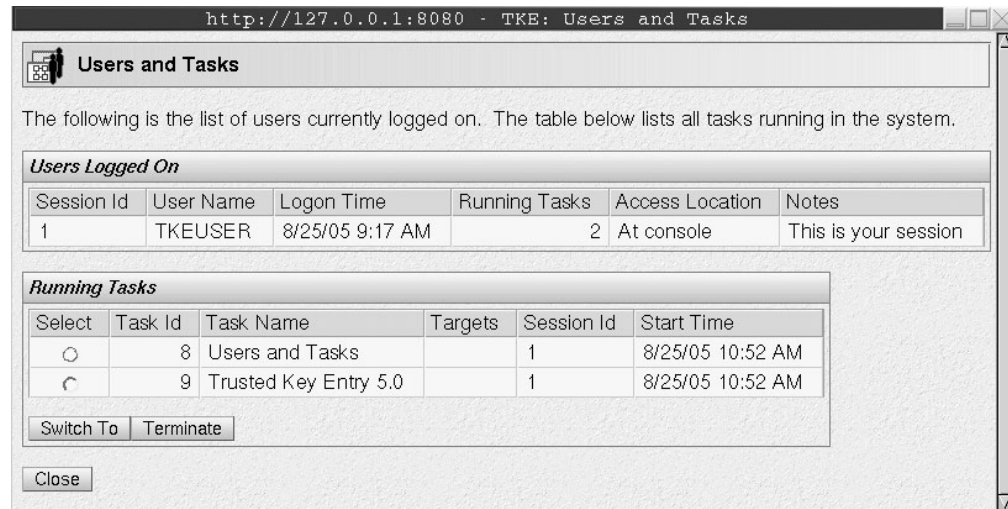 http://127.0.0.1:8080 - TKE: Users and Tasks
Users and Tasks
The following is the list of users currently logged on. The table below lists all tasks running in the system.
Users Logged On
Session Id User Name Logon Time Running Tasks Access Location Notes
1 TKEUSER 8/25/05 9:17 AM 2 At console This is your session
Running Tasks
Select Task Id Task Name Targets Session Id Start Time
8 Users and Tasks 1 8/25/05 10:52 AM
9 Trusted Key Entry 5.0 1 8/25/05 10:52 AM
Switch To Terminate
Close